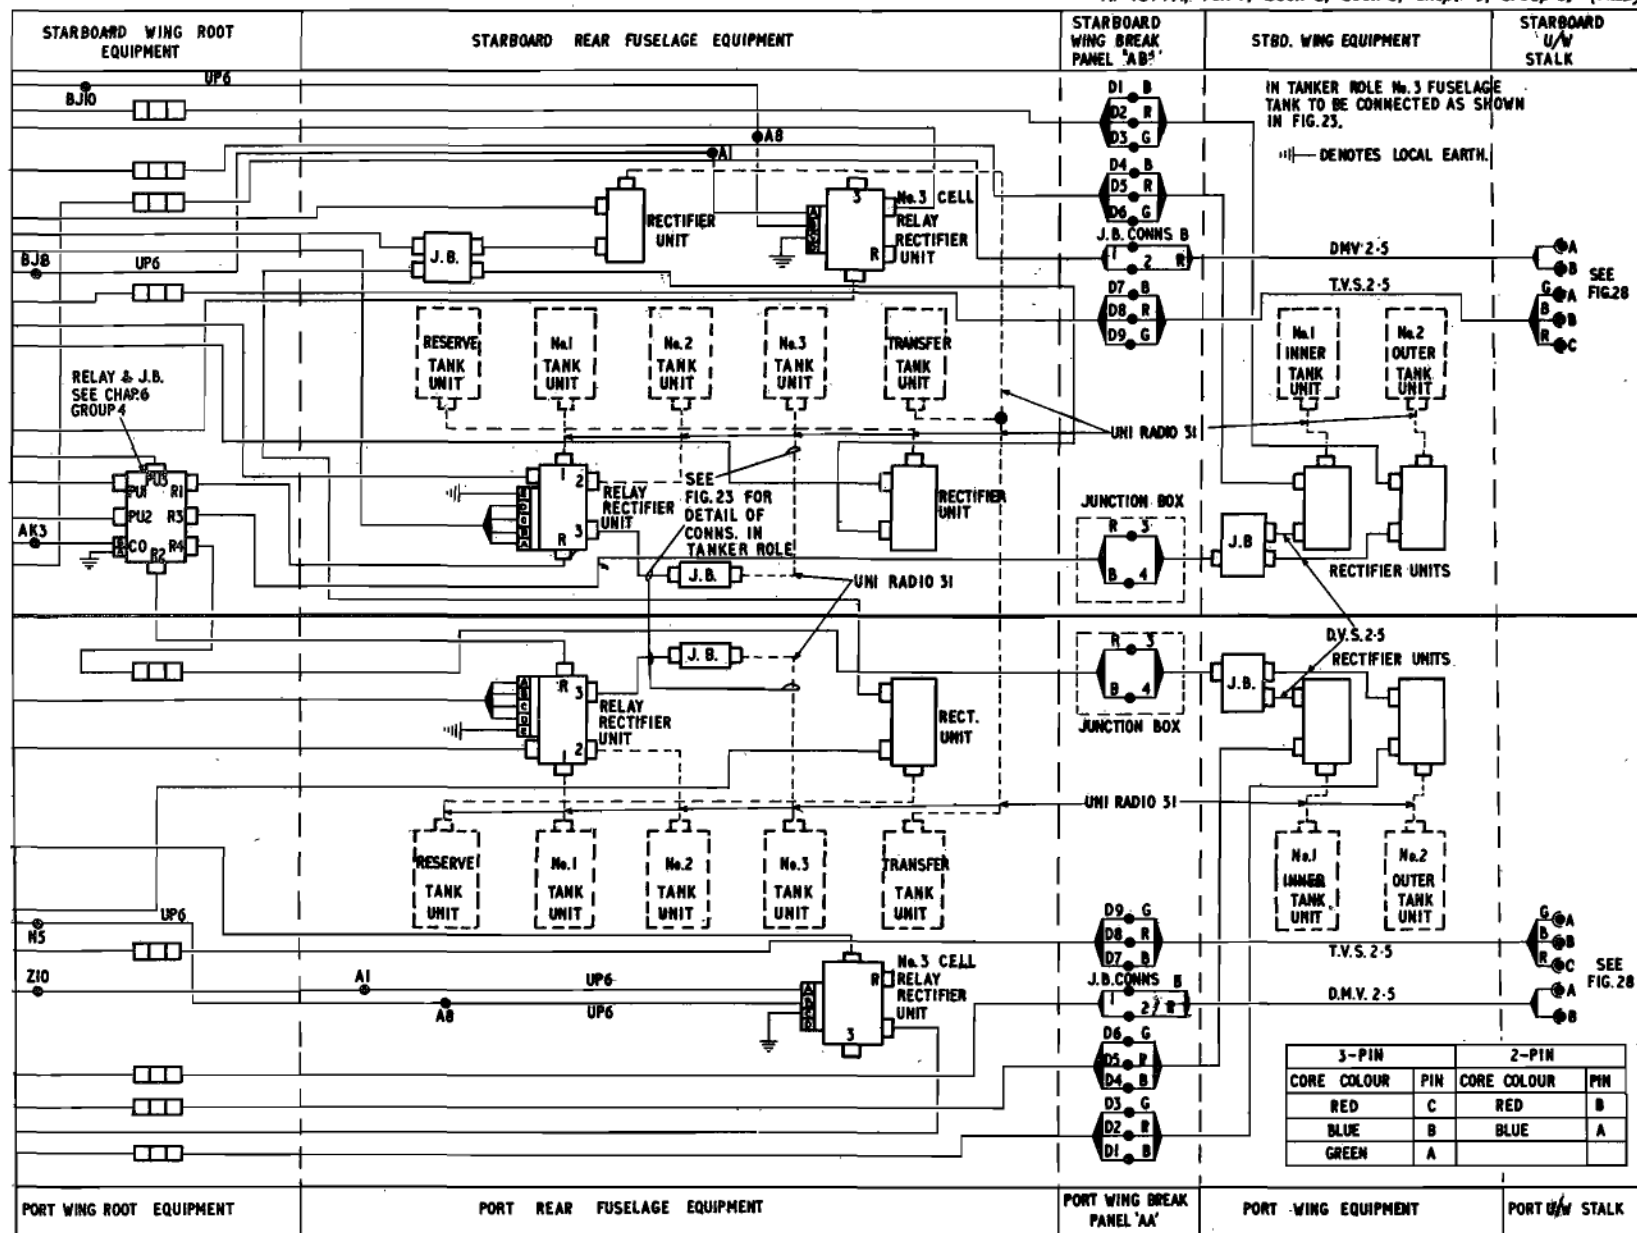 STARBOARD WING ROOT
EQUIPMENT
STARBOARD REAR FUSELAGE EQUIPMENT
STARBOARD
WING BREAK
PANEL 'AB'
STBD. WING EQUIPMENT
STARBOARD
U/W
STALK
BJ10
UP6
A8
A1
D1 B
D2 R
D3 G
IN TANKER ROLE No.3 FUSELAGE
TANK TO BE CONNECTED AS SHOWN
IN FIG.23.
DENOTES LOCAL EARTH.
D4 B
D5 R
D6 G
RECTIFIER
UNIT
3
R
No.3 CELL
RELAY
RECTIFIER
UNIT
J.B. CONNS B
1
2 R
DMV 2·5
A
B
SEE
FIG.28
BJ8
UP6
J.B.
D7 B
D8 R
D9 G
T.V.S. 2·5
G A
B B
R C
RESERVE
TANK
UNIT
No.1
TANK
UNIT
No.2
TANK
UNIT
No.3
TANK
UNIT
TRANSFER
TANK
UNIT
No.1
INNER
TANK
UNIT
No.2
OUTER
TANK
UNIT
RELAY & J.B.
SEE CHAP.6
GROUP 4
UNI RADIO 31
PU3
PU1 R1
PU2 R3
CO R4
R2
AK3
1
2
3
R
RELAY
RECTIFIER
UNIT
SEE
FIG.23 FOR
DETAIL OF
CONNS. IN
TANKER ROLE
RECTIFIER
UNIT
JUNCTION BOX
R 3
B 4
J.B
RECTIFIER UNITS
J.B.
UNI RADIO 31
J.B.
R 3
B 4
JUNCTION BOX
D.V.S. 2·5
RECTIFIER UNITS
J.B.
A
B
C
D
E
R
3
2
1
RELAY
RECTIFIER
UNIT
RECT.
UNIT
UNI RADIO 31
RESERVE
TANK
UNIT
No.1
TANK
UNIT
No.2
TANK
UNIT
No.3
TANK
UNIT
TRANSFER
TANK
UNIT
No.1
INNER
TANK
UNIT
No.2
OUTER
TANK
UNIT
N5
UP6
D9 G
D8 R
D7 B
T.V.S. 2·5
G A
B B
R C
SEE
FIG.28
Z10
A1
UP6
A8
UP6
R
3
No.3 CELL
RELAY
RECTIFIER
UNIT
J.B.CONNS B
1
2 R
D.M.V. 2·5
A
B
D6 G
D5 R
D4 B
D3 G
D2 R
D1 B
3-PIN 2-PIN
CORE COLOUR PIN CORE COLOUR PIN
RED C RED B
BLUE B BLUE A
GREEN A
PORT WING ROOT EQUIPMENT
PORT REAR FUSELAGE EQUIPMENT
PORT WING BREAK
PANEL 'AA'
PORT WING EQUIPMENT
PORT U/W STALK